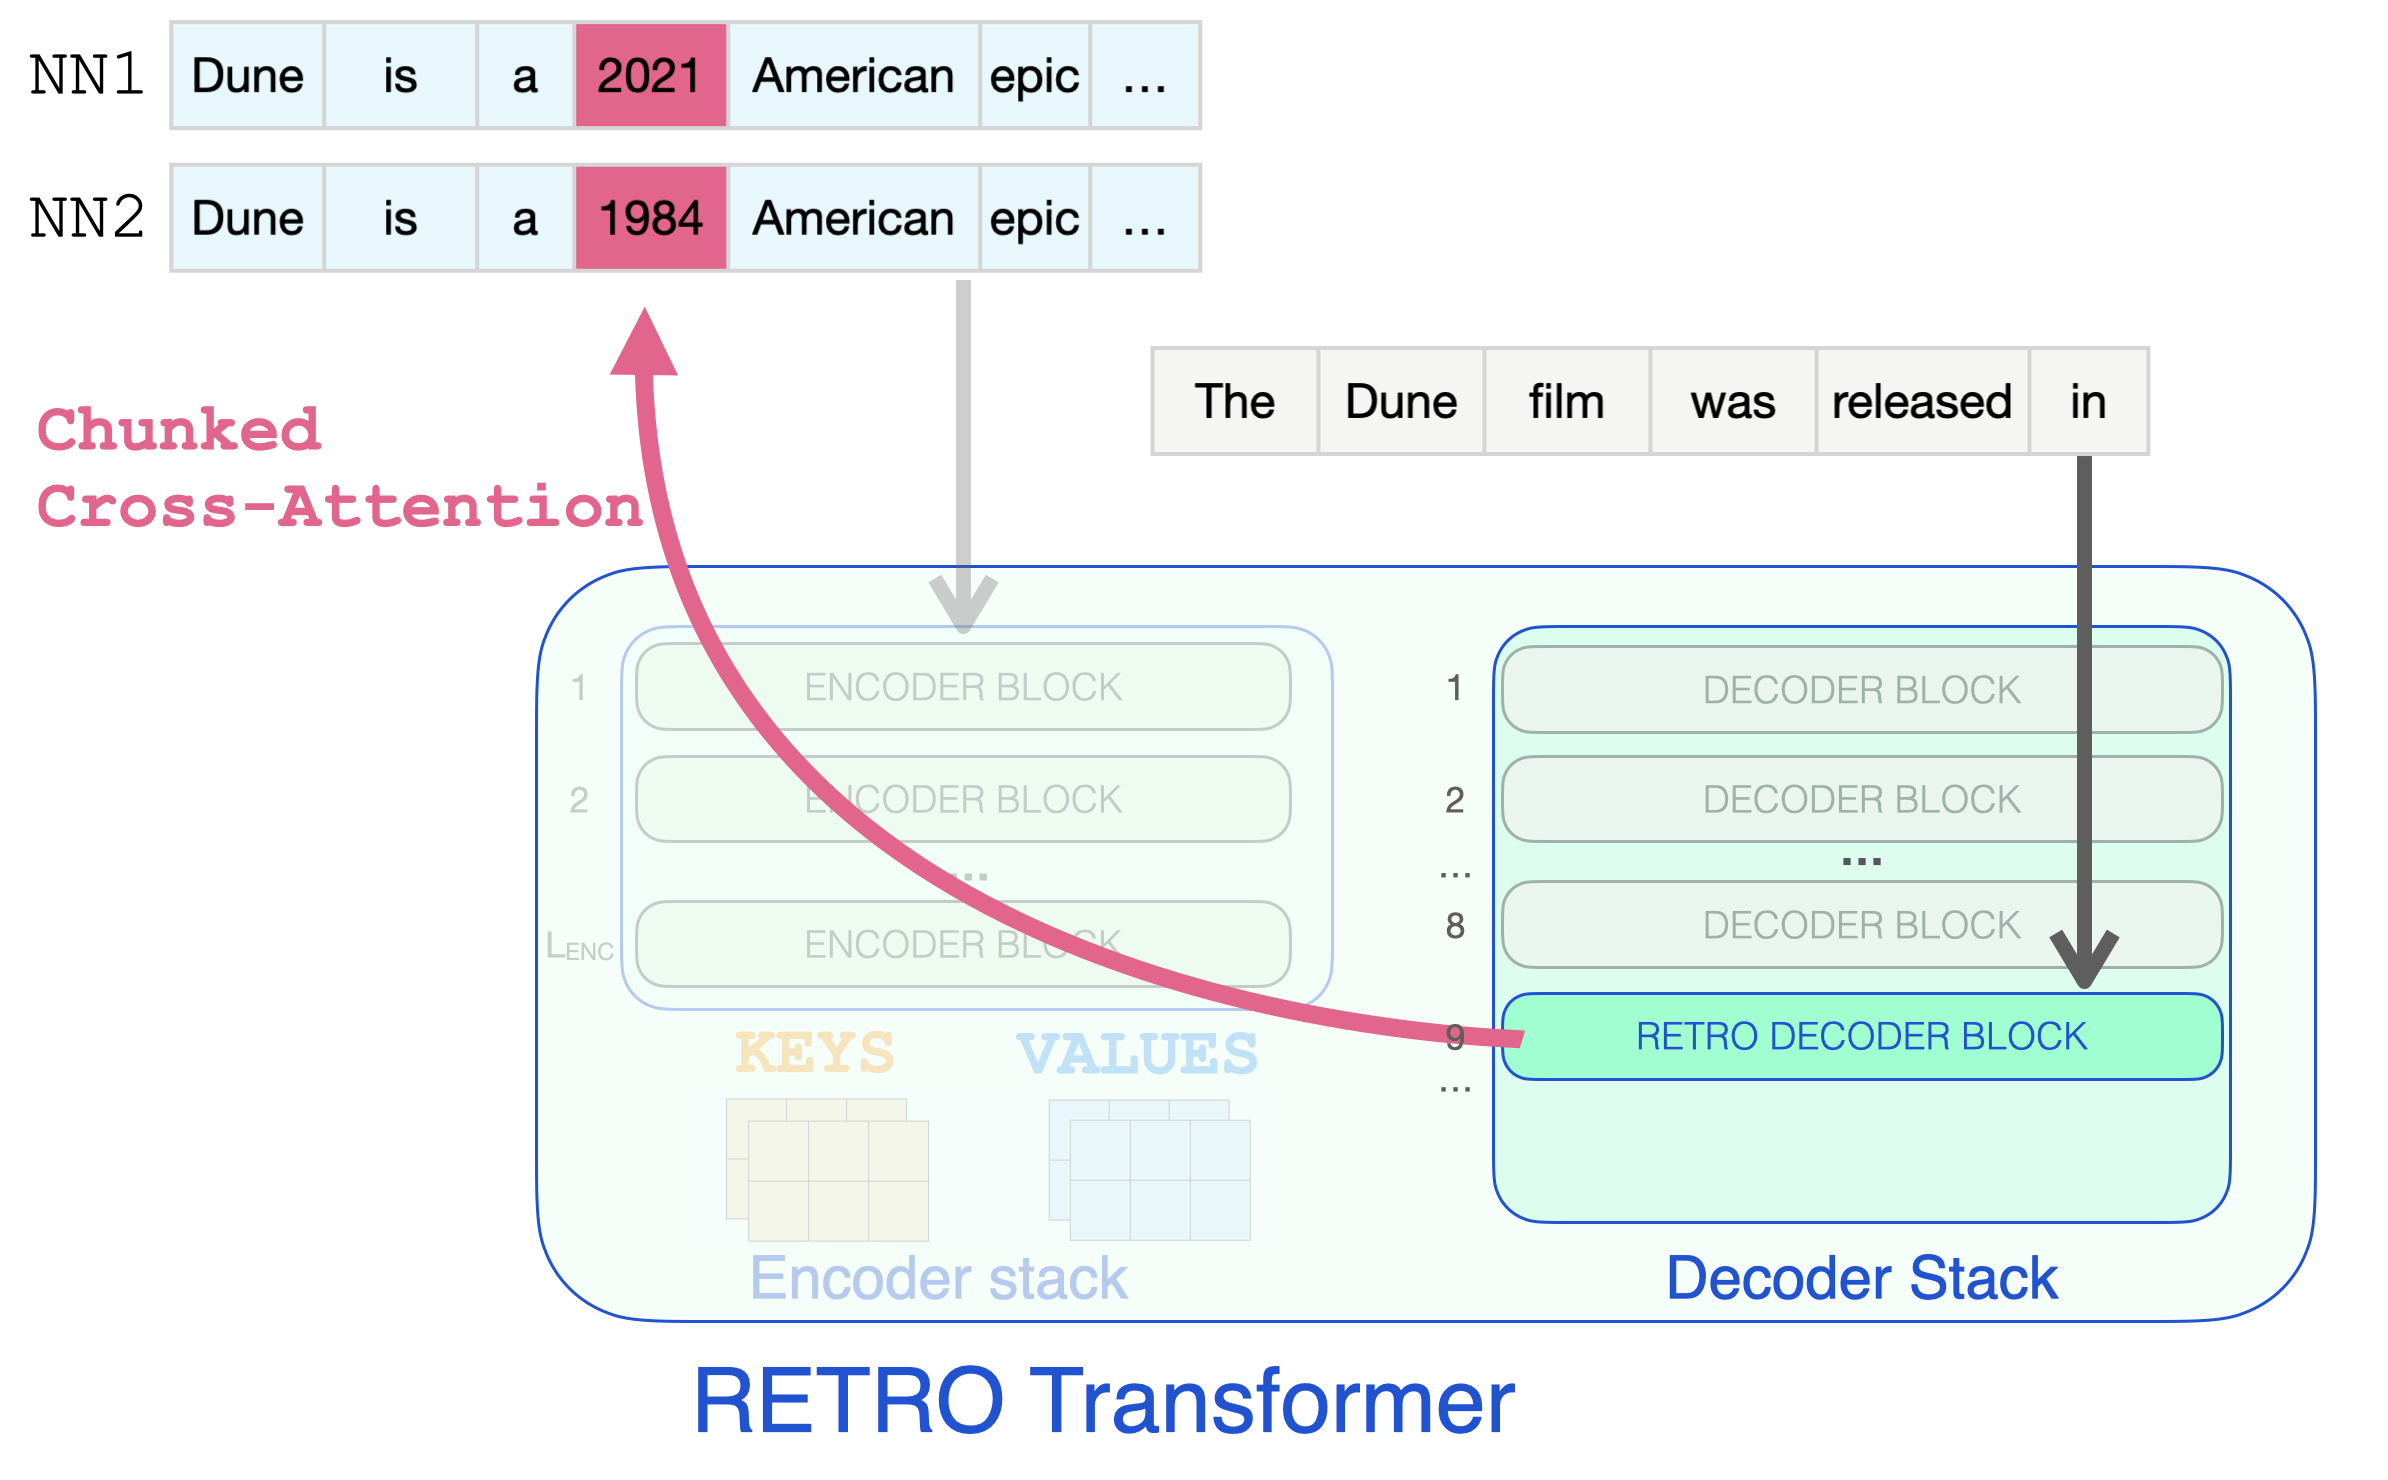 NN1 Dune is a 2021 American epic ...
NN2 Dune is a 1984 American epic ...
The Dune film was released in
Chunked
Cross-Attention
1 ENCODER BLOCK
2 ENCODER BLOCK
...
LENC ENCODER BLOCK
KEYS VALUES
Encoder stack
1 DECODER BLOCK
2 DECODER BLOCK
... ...
8 DECODER BLOCK
9 RETRO DECODER BLOCK
...
Decoder Stack
RETRO Transformer